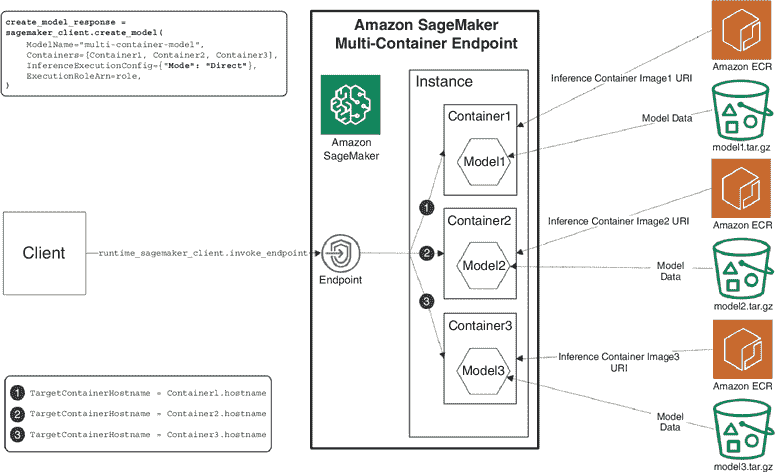 create_model_response =
sagemaker_client.create_model(
ModelName="multi-container-model",
Containers=[Container1, Container2, Container3],
InferenceExecutionConfig={"Mode": "Direct"},
ExecutionRoleArn=role,
)
Amazon SageMaker
Multi-Container Endpoint
Amazon
SageMaker
Instance
Container1
Model1
Container2
Model2
Container3
Model3
1
2
3
Client
runtime_sagemaker_client.invoke_endpoint
Endpoint
Inference Container Image1 URI
Amazon ECR
Model Data
model1.tar.gz
Inference Container Image2 URI
Amazon ECR
Model
Data
model2.tar.gz
Inference Container Image3
URI
Amazon ECR
Model
Data
model3.tar.gz
1 TargetContainerHostname = Container1.hostname
2 TargetContainerHostname = Container2.hostname
3 TargetContainerHostname = Container3.hostname